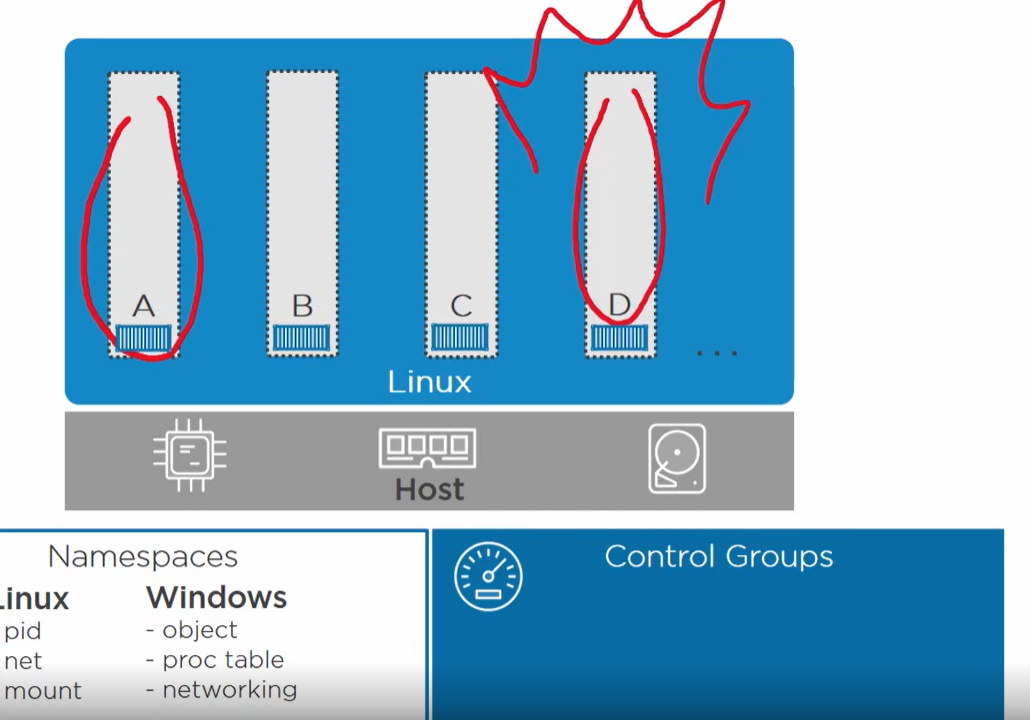 A B C D
...
Linux
Host
Namespaces
Control Groups
Linux Windows
pid - object
net - proc table
mount - networking